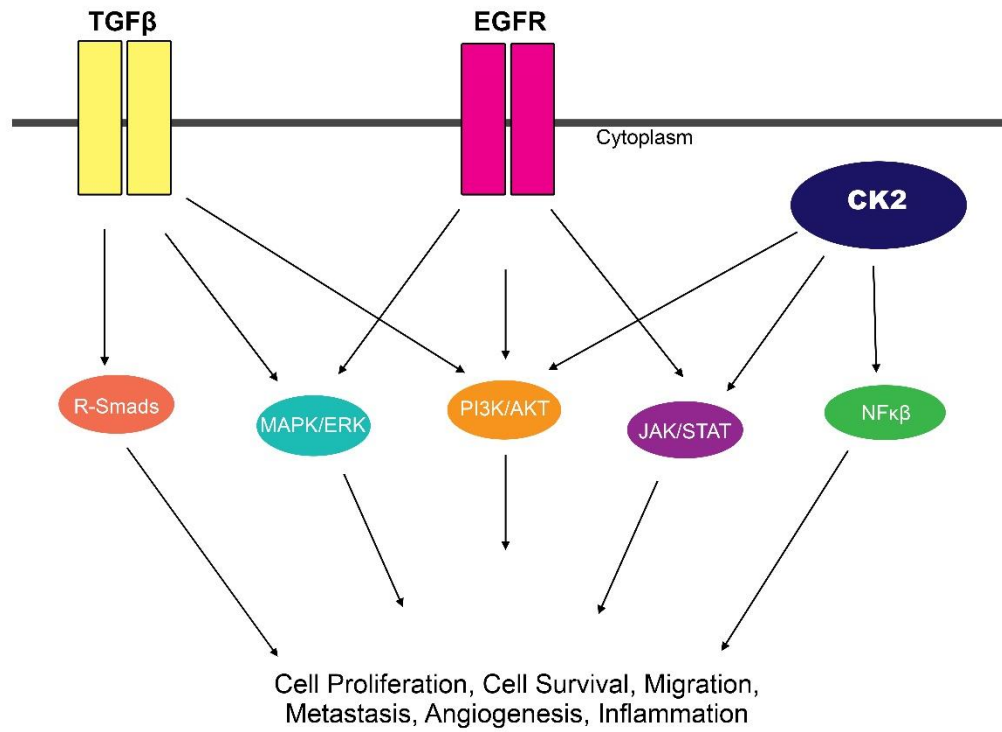 TGFβ
EGFR
Cytoplasm
CK2
R-Smads
MAPK/ERK
PI3K/AKT
JAK/STAT
NFκβ
Cell Proliferation, Cell Survival, Migration,
Metastasis, Angiogenesis, Inflammation